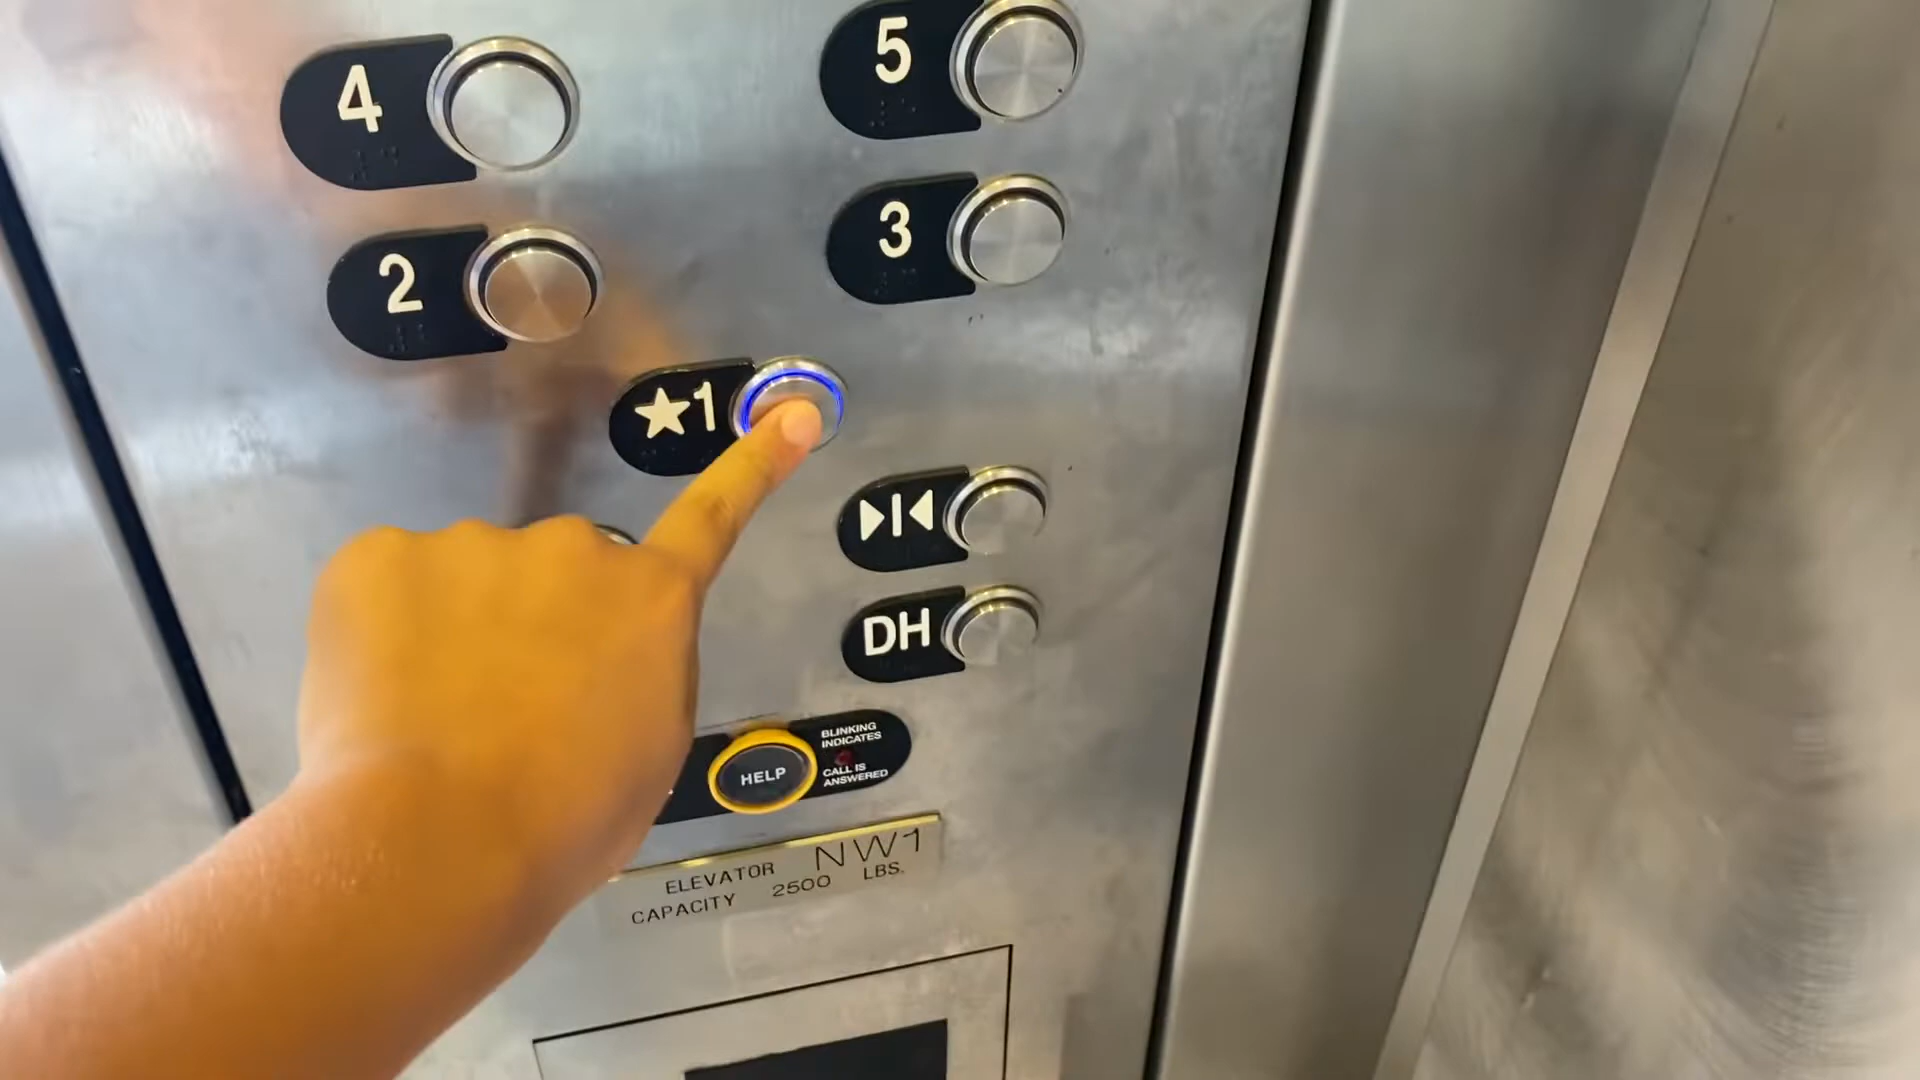 4
5
2
3
★1
▶|◀
DH
HELP
BLINKING
INDICATES
CALL IS
ANSWERED
ELEVATOR NW1
CAPACITY 2500 LBS.